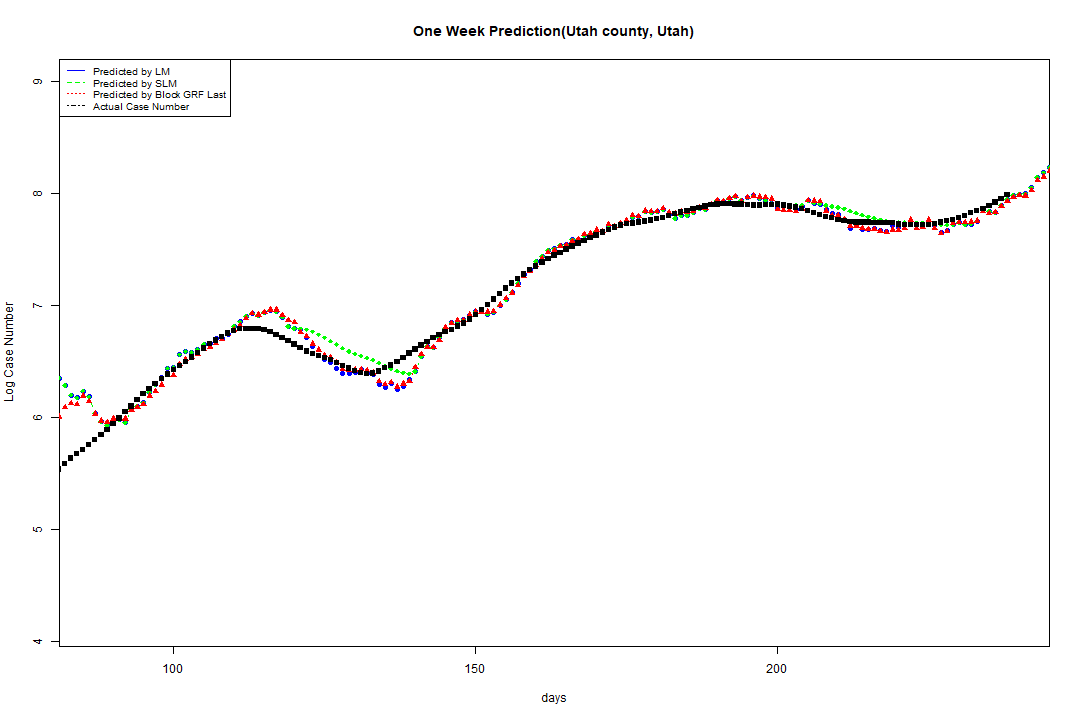 One Week Prediction(Utah county, Utah)
Predicted by LM
Predicted by SLM
Predicted by Block GRF Last
Actual Case Number
9
8
7
6
5
4
Log Case Number
100 150 200
days